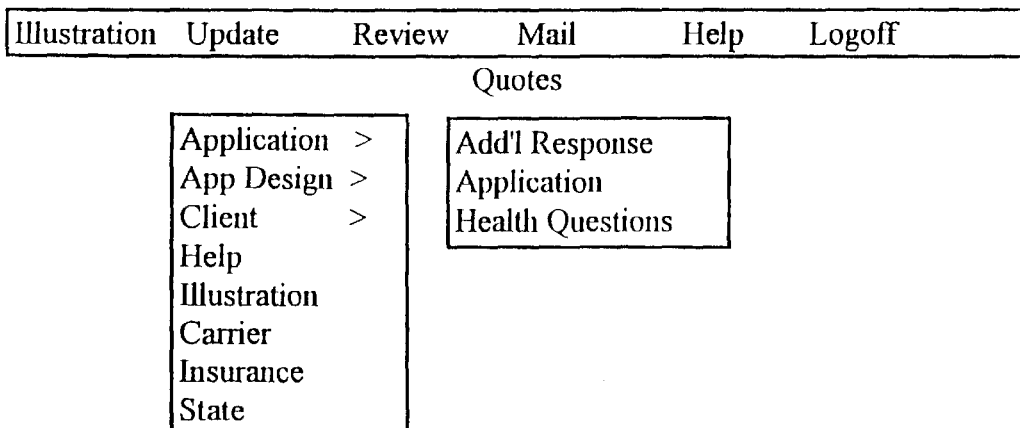 Illustration Update Review Mail Help Logoff
Quotes
Application >
App Design >
Client >
Help
Illustration
Carrier
Insurance
State
Add'l Response
Application
Health Questions